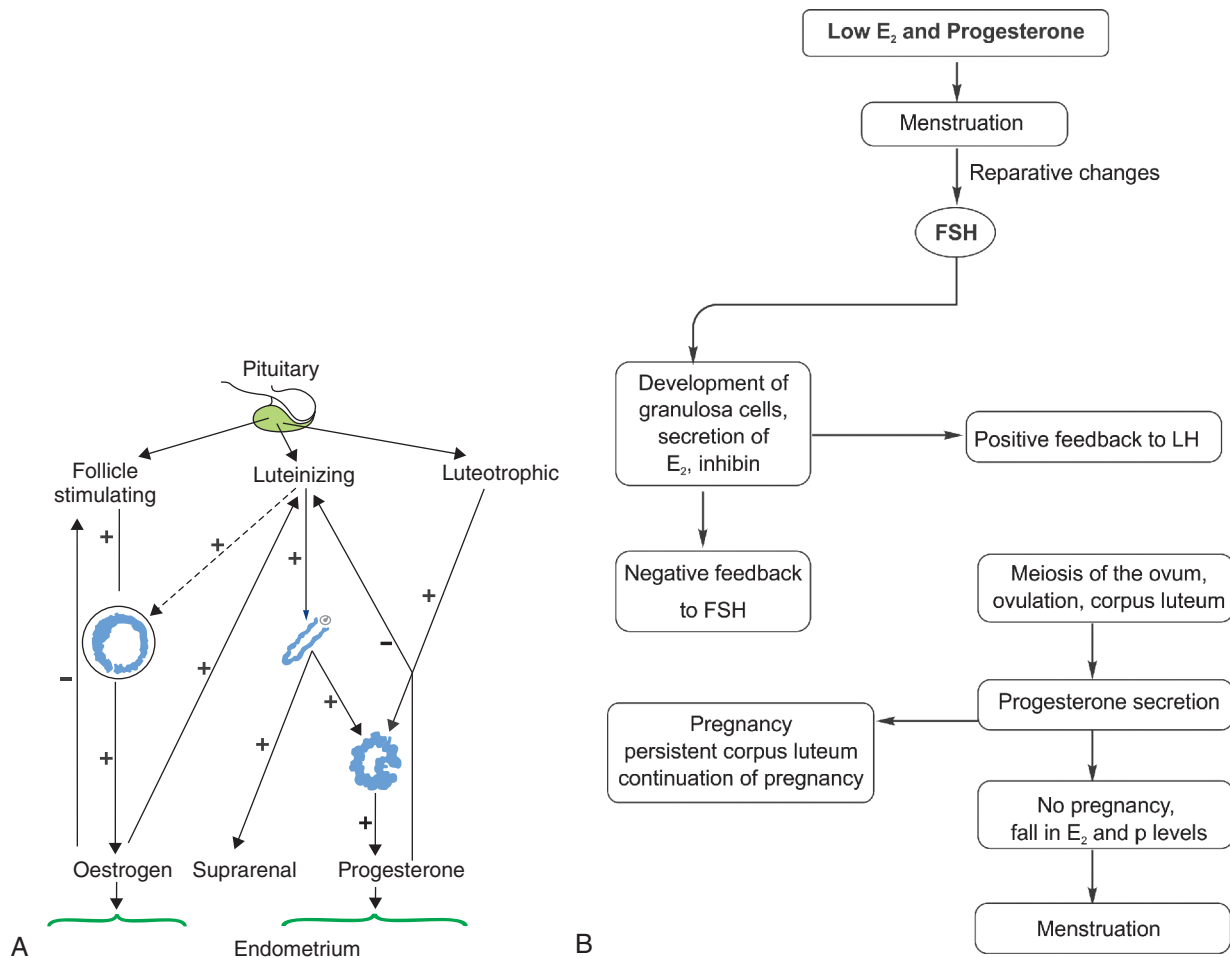 Pituitary
Follicle
stimulating
Luteinizing
Luteotrophic
+
+
+
+
−
+
−
+
+
+
+
Oestrogen
Suprarenal
Progesterone
Endometrium
A
Low E₂ and Progesterone
Menstruation
Reparative changes
FSH
Development of
granulosa cells,
secretion of
E₂, inhibin
Positive feedback to LH
Negative feedback
to FSH
Meiosis of the ovum,
ovulation, corpus luteum
Progesterone secretion
Pregnancy
persistent corpus luteum
continuation of pregnancy
No pregnancy,
fall in E₂ and p levels
Menstruation
B